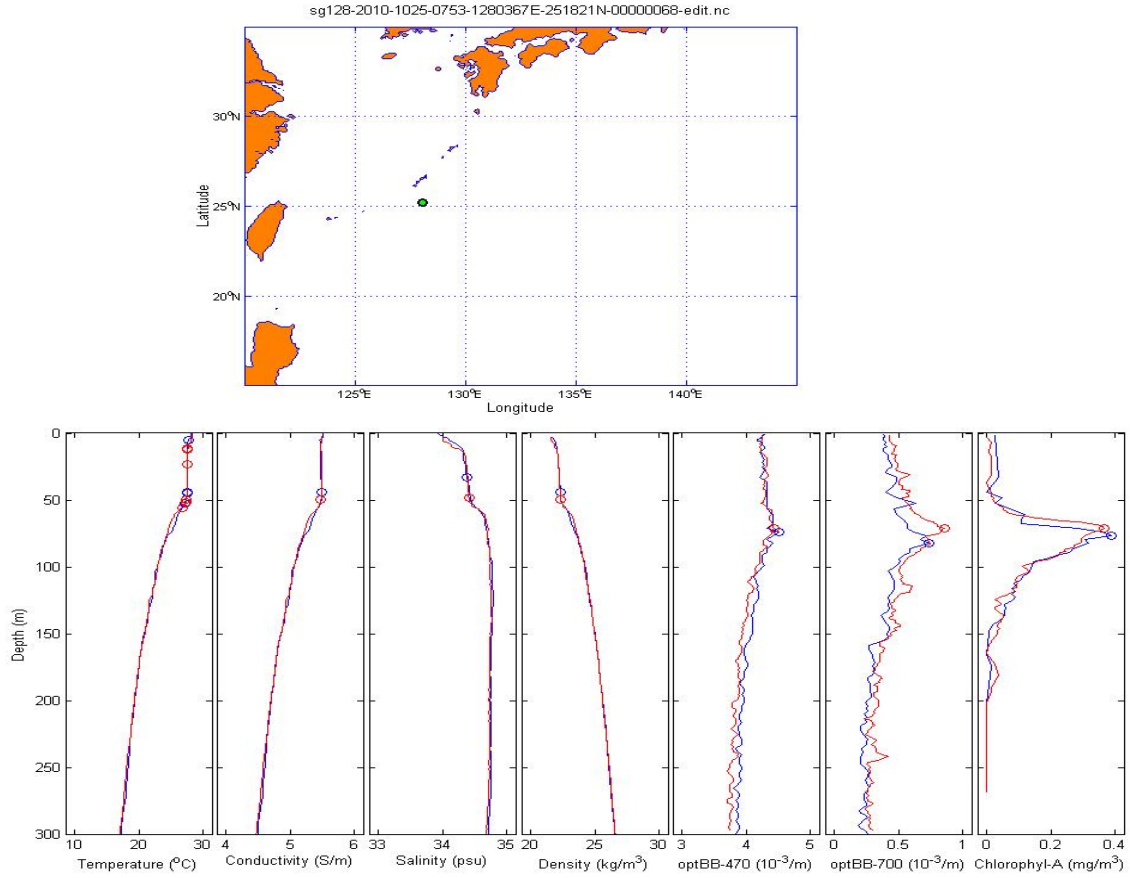 sg128-2010-1025-0753-1280367E-251821N-00000068-edit.nc
30°N
25°N
20°N
Latitude
125°E 130°E 135°E 140°E
Longitude
0
50
100
150
200
250
300
Depth (m)
10 20 30
4 5 6
33 34 35
20 25 30
3 4 5
0 0.5 1
0 0.2 0.4
Temperature (°C)
Conductivity (S/m)
Salinity (psu)
Density (kg/m³)
optBB-470 (10⁻³/m)
optBB-700 (10⁻³/m)
Chlorophyl-A (mg/m³)